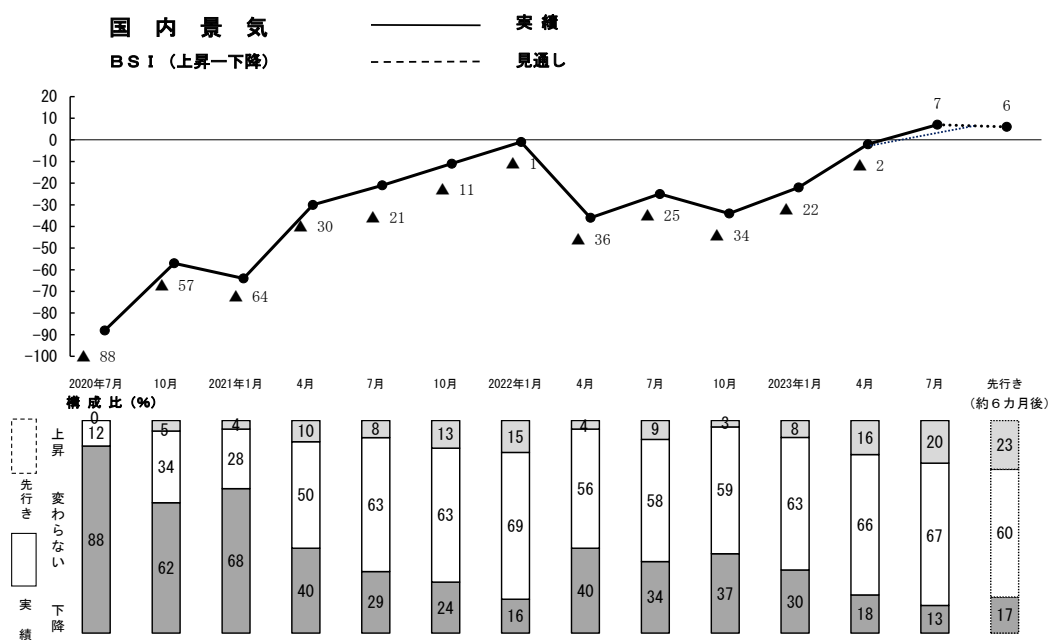 国内景気
実績
BSI（上昇ー下降）
見通し
20
10
0
-10
-20
-30
-40
-50
-60
-70
-80
-90
-100
▲ 88
▲ 57
▲ 64
▲ 30
▲ 21
▲ 11
▲ 1
▲ 36
▲ 25
▲ 34
▲ 22
▲ 2
7
6
2020年7月 10月 2021年1月 4月 7月 10月 2022年1月 4月 7月 10月 2023年1月 4月 7月 先行き
構成比（%） （約６カ月後）
上昇
変わらない
下降
先行き
実績
0 5 4 10 8 13 15 4 9 3 8 16 20 23
12 34 28 50 63 63 69 56 58 59 63 66 67 60
88 62 68 40 29 24 16 40 34 37 30 18 13 17